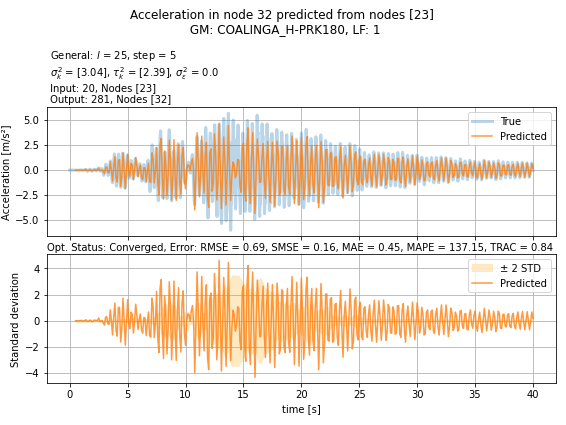 Acceleration in node 32 predicted from nodes [23]
GM: COALINGA_H-PRK180, LF: 1
General: l = 25, step = 5
σ²ₖ = [3.04], τ²ₖ = [2.39], σ²ε = 0.0
Input: 20, Nodes [23]
Output: 281, Nodes [32]
Acceleration [m/s²]
5.0
2.5
0.0
−2.5
−5.0
True
Predicted
Opt. Status: Converged, Error: RMSE = 0.69, SMSE = 0.16, MAE = 0.45, MAPE = 137.15, TRAC = 0.84
Standard deviation
4
2
0
−2
−4
± 2 STD
Predicted
0 5 10 15 20 25 30 35 40
time [s]